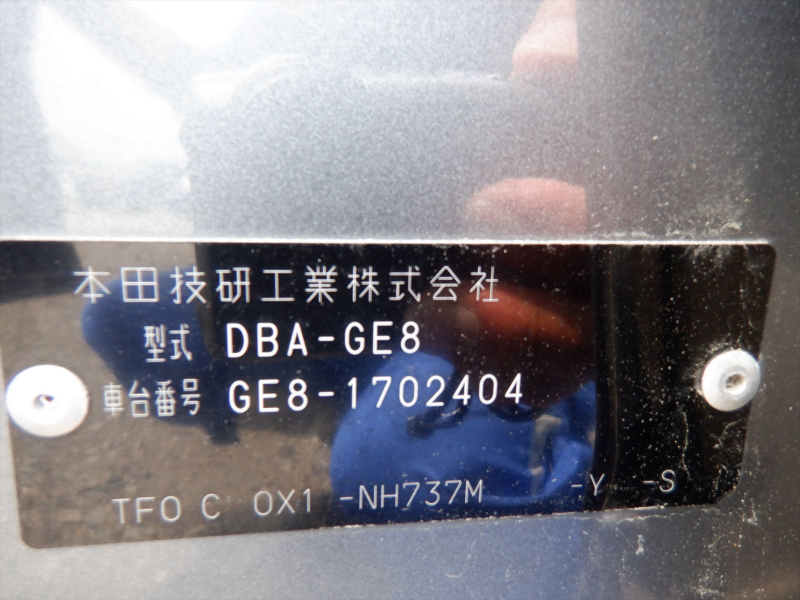 本田技研工業株式会社
型式 DBA-GE8
車台番号 GE8-1702404
TFO C OX1 -NH737M -Y -S